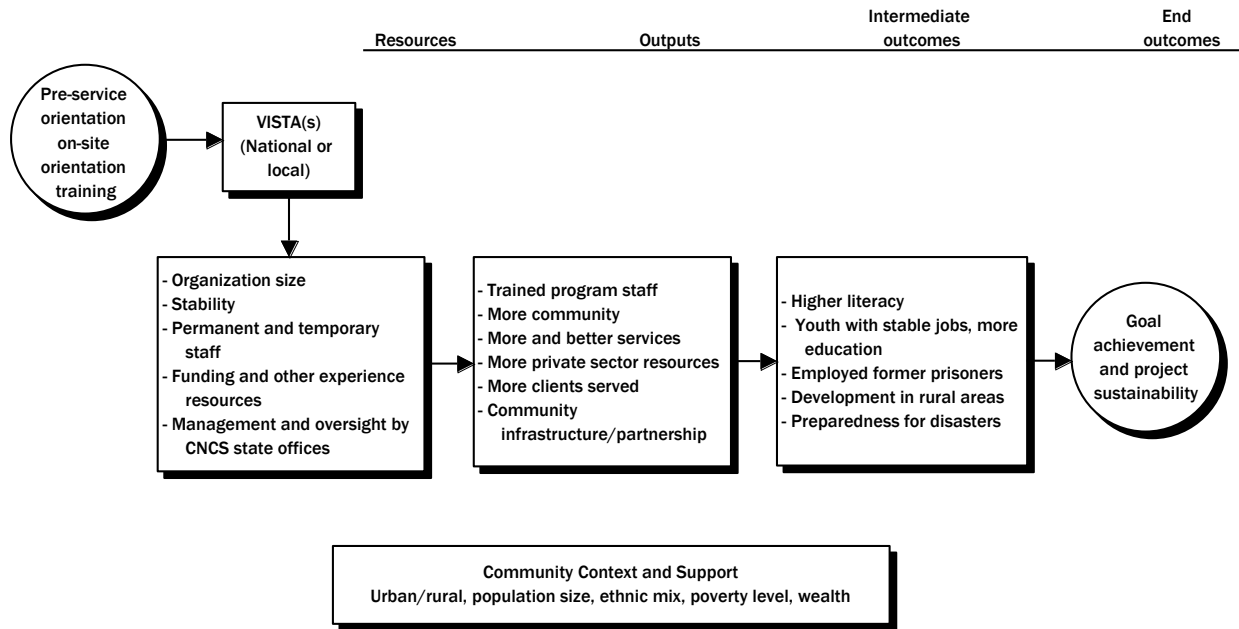 Resources
Outputs
Intermediate
outcomes
End
outcomes
Pre-service
orientation
on-site
orientation
training
VISTA(s)
(National or
local)
- Organization size
- Stability
- Permanent and temporary
staff
- Funding and other experience
resources
- Management and oversight by
CNCS state offices
- Trained program staff
- More community
- More and better services
- More private sector resources
- More clients served
- Community
infrastructure/partnership
- Higher literacy
- Youth with stable jobs, more
education
- Employed former prisoners
- Development in rural areas
- Preparedness for disasters
Goal
achievement
and project
sustainability
Community Context and Support
Urban/rural, population size, ethnic mix, poverty level, wealth